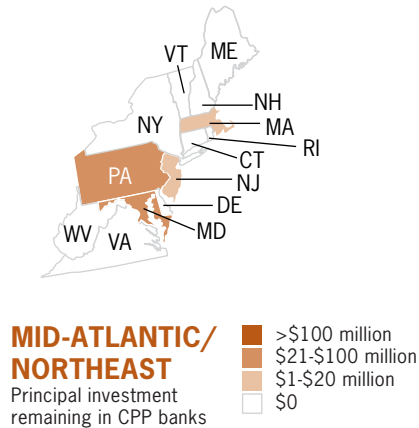 ME
VT
NH
NY
MA
RI
CT
PA
NJ
DE
MD
WV
VA
MID-ATLANTIC/
NORTHEAST
Principal investment
remaining in CPP banks
>$100 million
$21-$100 million
$1-$20 million
$0